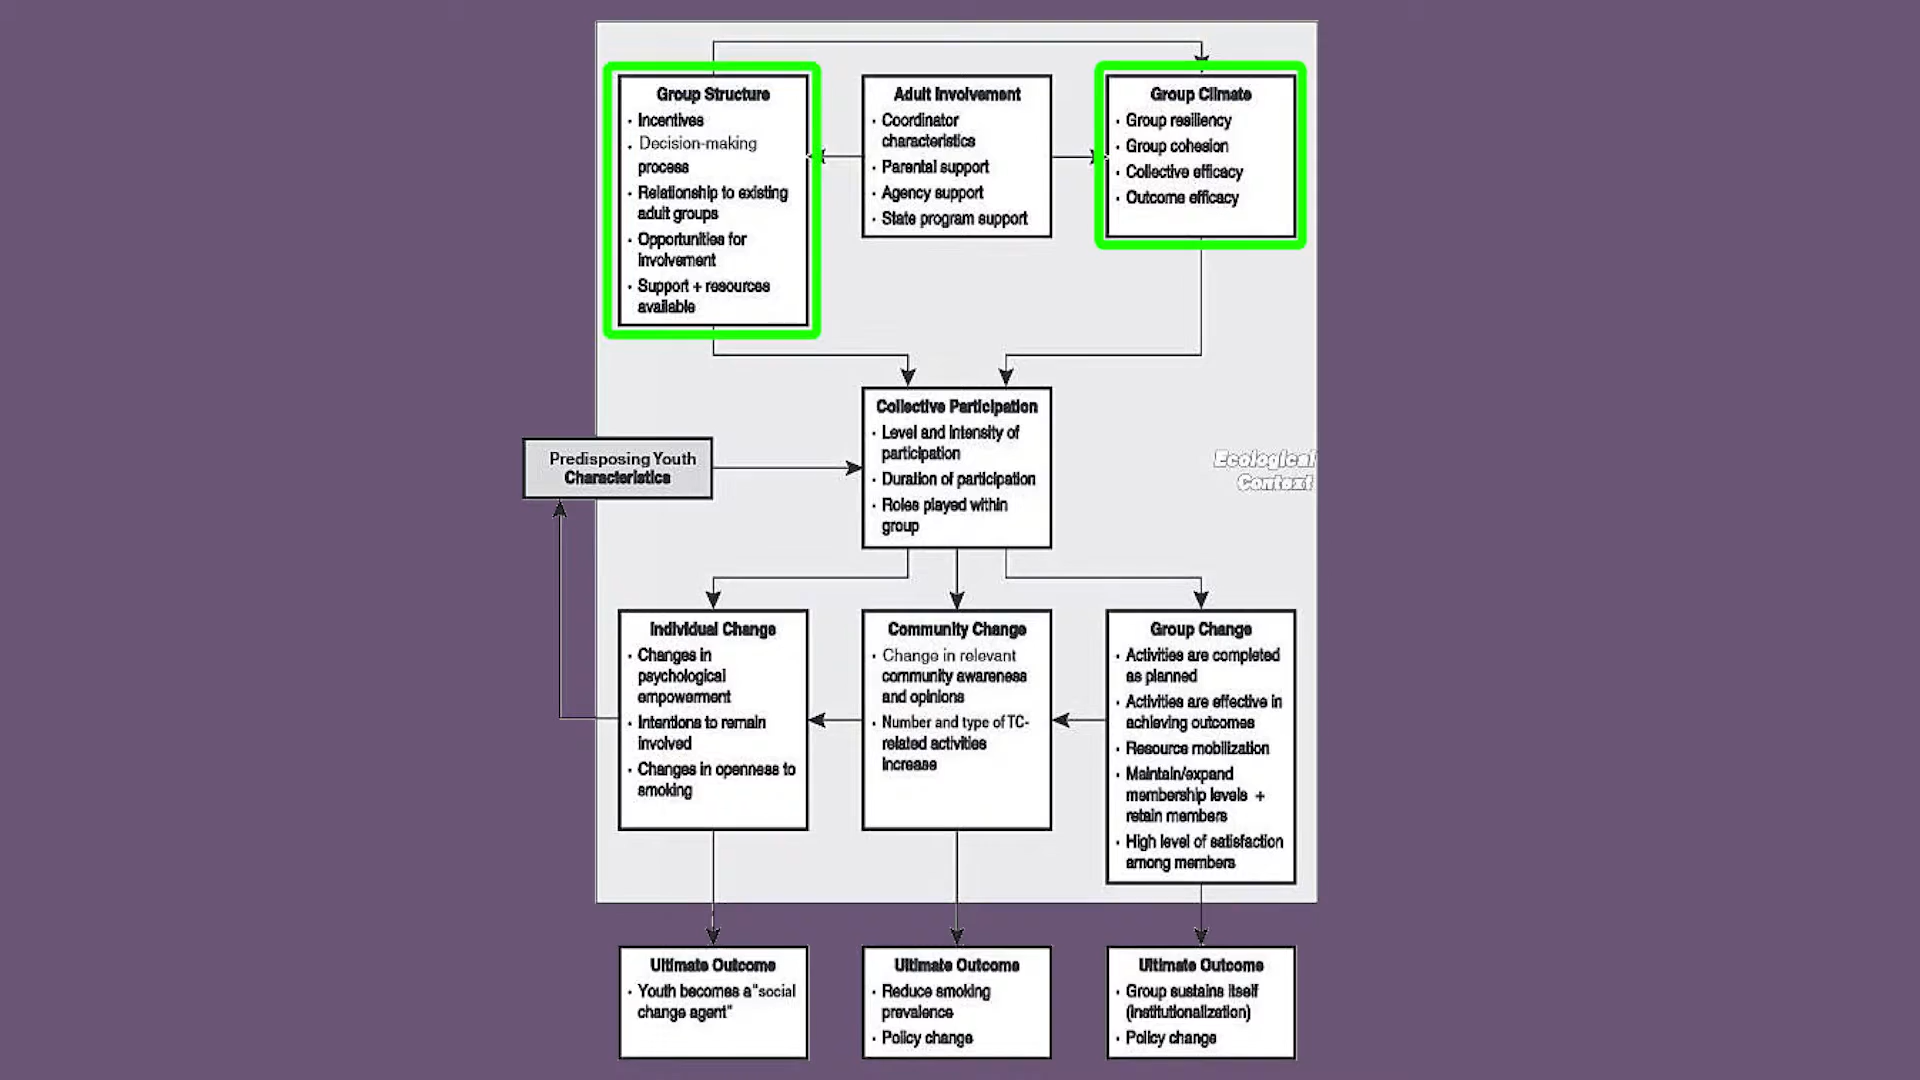 Group Structure
· Incentives
· Decision-making
process
· Relationship to existing
adult groups
· Opportunities for
involvement
· Support + resources
available
Adult Involvement
· Coordinator
characteristics
· Parental support
· Agency support
· State program support
Group Climate
· Group resiliency
· Group cohesion
· Collective efficacy
· Outcome efficacy
Collective Participation
· Level and intensity of
participation
· Duration of participation
· Roles played within
group
Predisposing Youth
Characteristics
Ecological
Context
Individual Change
· Changes in
psychological
empowerment
· Intentions to remain
involved
· Changes in openness to
smoking
Community Change
· Change in relevant
community awareness
and opinions
· Number and type of TC-
related activities
increase
Group Change
· Activities are completed
as planned
· Activities are effective in
achieving outcomes
· Resource mobilization
· Maintain/expand
membership levels +
retain members
· High level of satisfaction
among members
Ultimate Outcome
· Youth becomes a "social
change agent"
Ultimate Outcome
· Reduce smoking
prevalence
· Policy change
Ultimate Outcome
· Group sustains itself
(institutionalization)
· Policy change